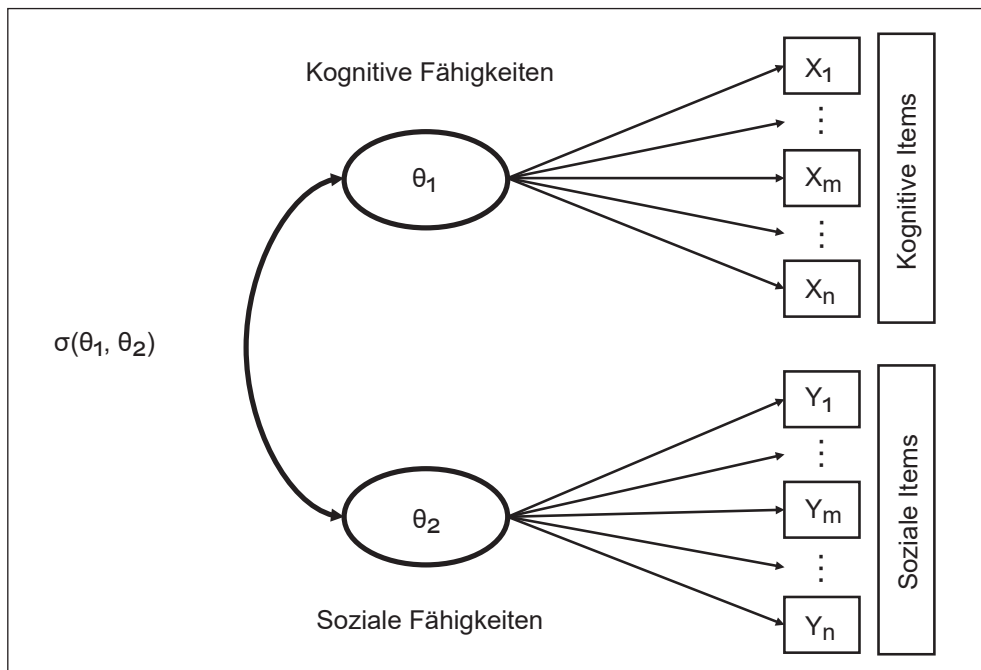 Kognitive Fähigkeiten
θ1
X1
⋮
Xm
⋮
Xn
Kognitive Items
σ(θ1, θ2)
θ2
Soziale Fähigkeiten
Y1
⋮
Ym
⋮
Yn
Soziale Items